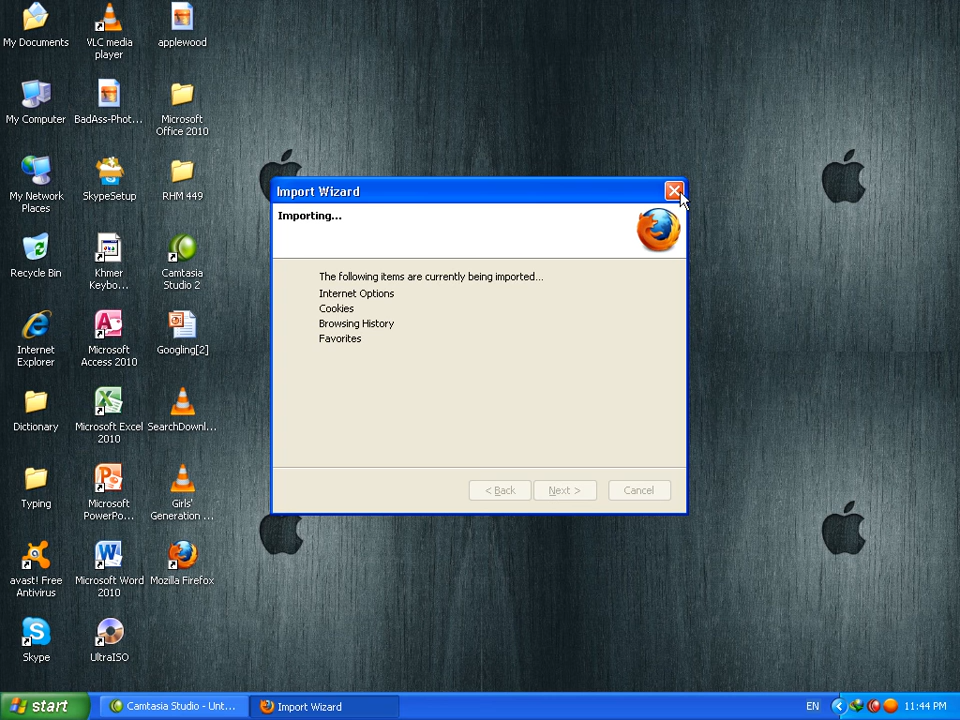 My Documents
VLC media
player
applewood
My Computer
BadAss-Phot...
Microsoft
Office 2010
My Network
Places
SkypeSetup
RHM 449
Recycle Bin
Khmer
Keybo...
Camtasia
Studio 2
Internet
Explorer
Microsoft
Access 2010
Googling[2]
Dictionary
Microsoft Excel
2010
SearchDownl...
Typing
Microsoft
PowerPo...
Girls'
Generation ...
avast! Free
Antivirus
Microsoft Word
2010
Mozilla Firefox
Skype
UltraISO
Import Wizard
Importing...
The following items are currently being imported...
Internet Options
Cookies
Browsing History
Favorites
< Back
Next >
Cancel
start
Camtasia Studio - Unt...
Import Wizard
EN
11:44 PM